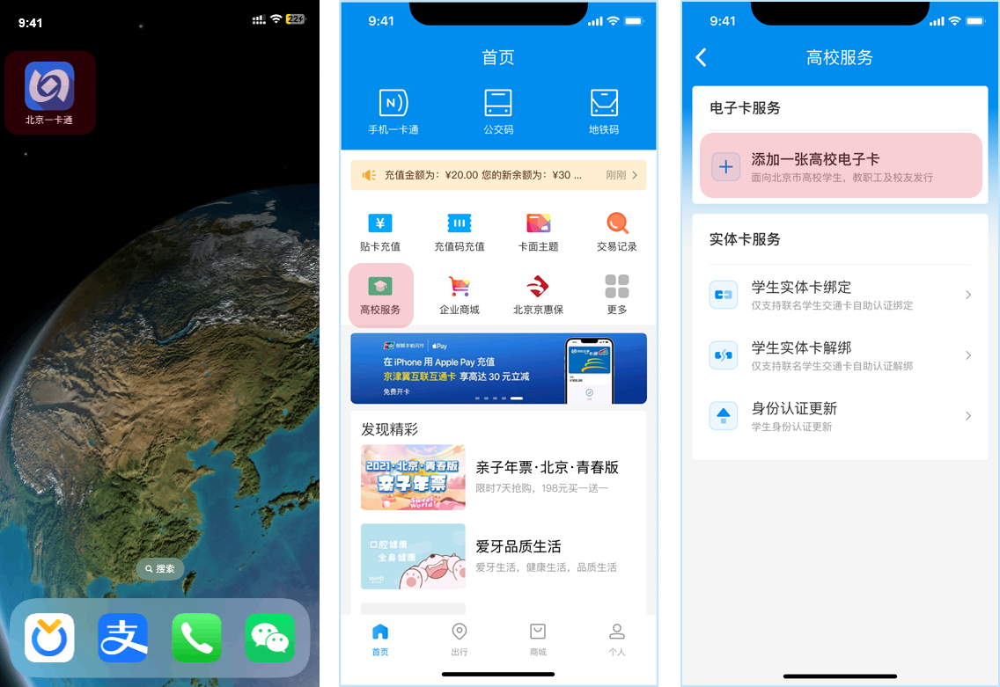 9:41
22
北京一卡通
搜索
9:41
首页
手机一卡通
公交码
地铁码
充值金额为：¥20.00 您的新余额为：¥30 ...
刚刚
贴卡充值
充值码充值
卡面主题
交易记录
高校服务
企业商城
北京京惠保
更多
银联手机闪付 Pay
在 iPhone 用 Apple Pay 充值
京津冀互联互通卡 享高达 30 元立减
免费开卡
发现精彩
2021·北京·青春版
亲子年票
Sweet World!
亲子年票·北京·青春版
限时7天抢购，198元买一送一
口腔健康
全身健康
爱牙品质生活
爱牙生活，健康生活，品质生活
首页
出行
商城
个人
9:41
高校服务
电子卡服务
添加一张高校电子卡
面向北京市高校学生，教职工及校友发行
实体卡服务
学生实体卡绑定
仅支持联名学生交通卡自助认证绑定
学生实体卡解绑
仅支持联名学生交通卡自助认证解绑
身份认证更新
学生身份认证更新